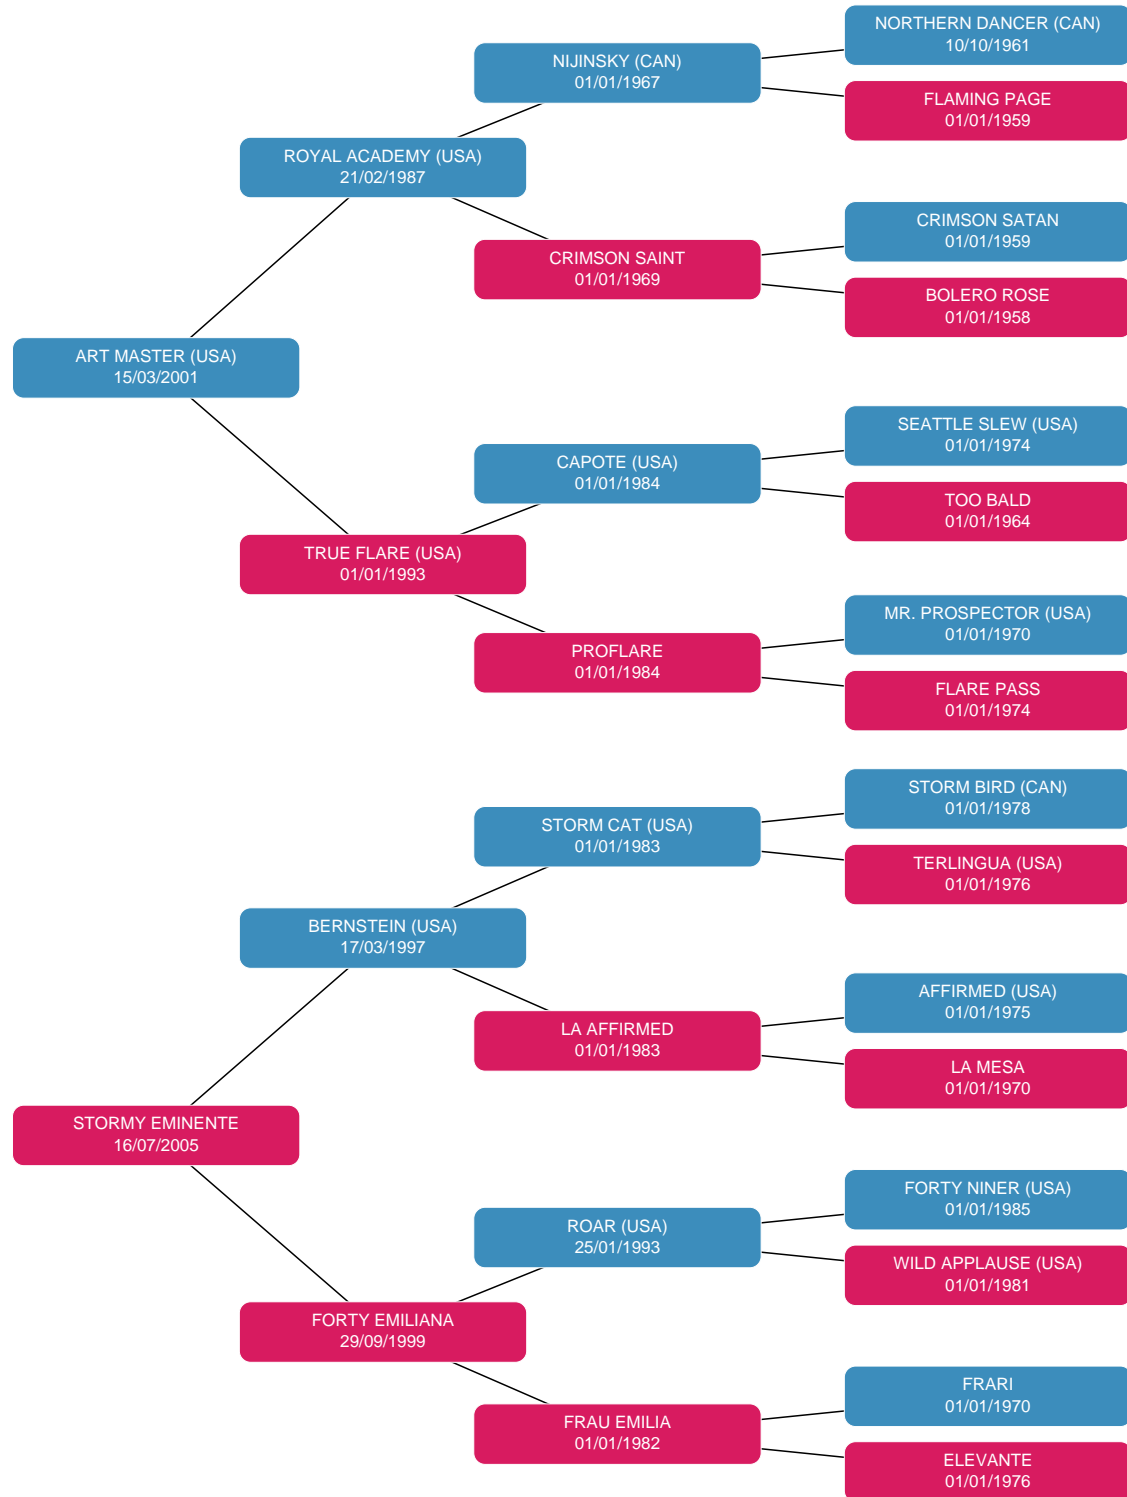 NORTHERN DANCER (CAN)
10/10/1961
NIJINSKY (CAN)
01/01/1967
FLAMING PAGE
01/01/1959
ROYAL ACADEMY (USA)
21/02/1987
CRIMSON SATAN
01/01/1959
CRIMSON SAINT
01/01/1969
BOLERO ROSE
01/01/1958
ART MASTER (USA)
15/03/2001
SEATTLE SLEW (USA)
01/01/1974
CAPOTE (USA)
01/01/1984
TOO BALD
01/01/1964
TRUE FLARE (USA)
01/01/1993
MR. PROSPECTOR (USA)
01/01/1970
PROFLARE
01/01/1984
FLARE PASS
01/01/1974
STORM BIRD (CAN)
01/01/1978
STORM CAT (USA)
01/01/1983
TERLINGUA (USA)
01/01/1976
BERNSTEIN (USA)
17/03/1997
AFFIRMED (USA)
01/01/1975
LA AFFIRMED
01/01/1983
LA MESA
01/01/1970
STORMY EMINENTE
16/07/2005
FORTY NINER (USA)
01/01/1985
ROAR (USA)
25/01/1993
WILD APPLAUSE (USA)
01/01/1981
FORTY EMILIANA
29/09/1999
FRARI
01/01/1970
FRAU EMILIA
01/01/1982
ELEVANTE
01/01/1976